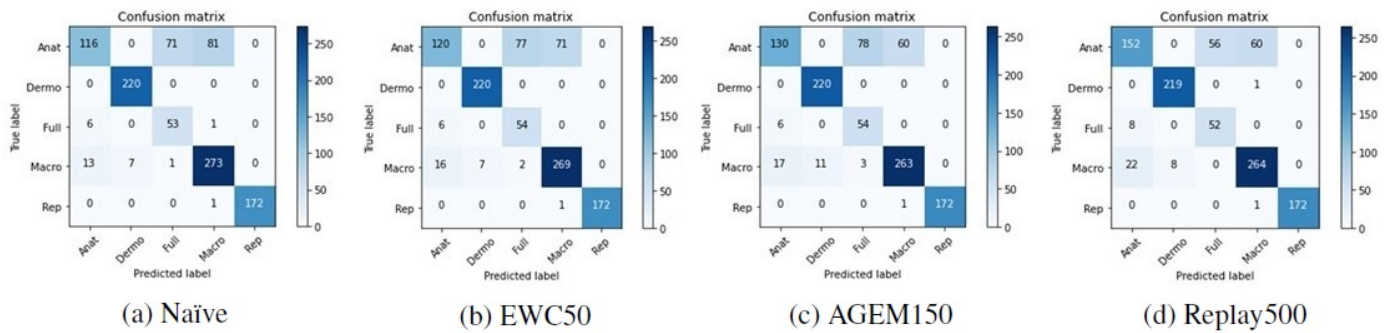 Confusion matrix
Anat 116 0 71 81 0
Dermo 0 220 0 0 0
Full 6 0 53 1 0
Macro 13 7 1 273 0
Rep 0 0 0 1 172
Anat Dermo Full Macro Rep
True label
Predicted label
250
200
150
100
50
0
(a) Naïve
Confusion matrix
Anat 120 0 77 71 0
Dermo 0 220 0 0 0
Full 6 0 54 0 0
Macro 16 7 2 269 0
Rep 0 0 0 1 172
Anat Dermo Full Macro Rep
True label
Predicted label
250
200
150
100
50
0
(b) EWC50
Confusion matrix
Anat 130 0 78 60 0
Dermo 0 220 0 0 0
Full 6 0 54 0 0
Macro 17 11 3 263 0
Rep 0 0 0 1 172
Anat Dermo Full Macro Rep
True label
Predicted label
250
200
150
100
50
0
(c) AGEM150
Confusion matrix
Anat 152 0 56 60 0
Dermo 0 219 0 1 0
Full 8 0 52 0 0
Macro 22 8 0 264 0
Rep 0 0 0 1 172
Anat Dermo Full Macro Rep
True label
Predicted label
250
200
150
100
50
0
(d) Replay500